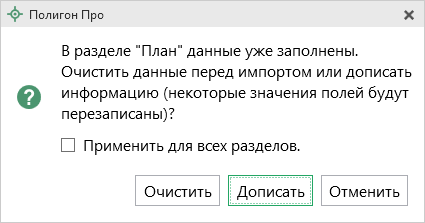 Полигон Про
В разделе "План" данные уже заполнены.
Очистить данные перед импортом или дописать
информацию (некоторые значения полей будут
перезаписаны)?
Применить для всех разделов.
Очистить Дописать Отменить